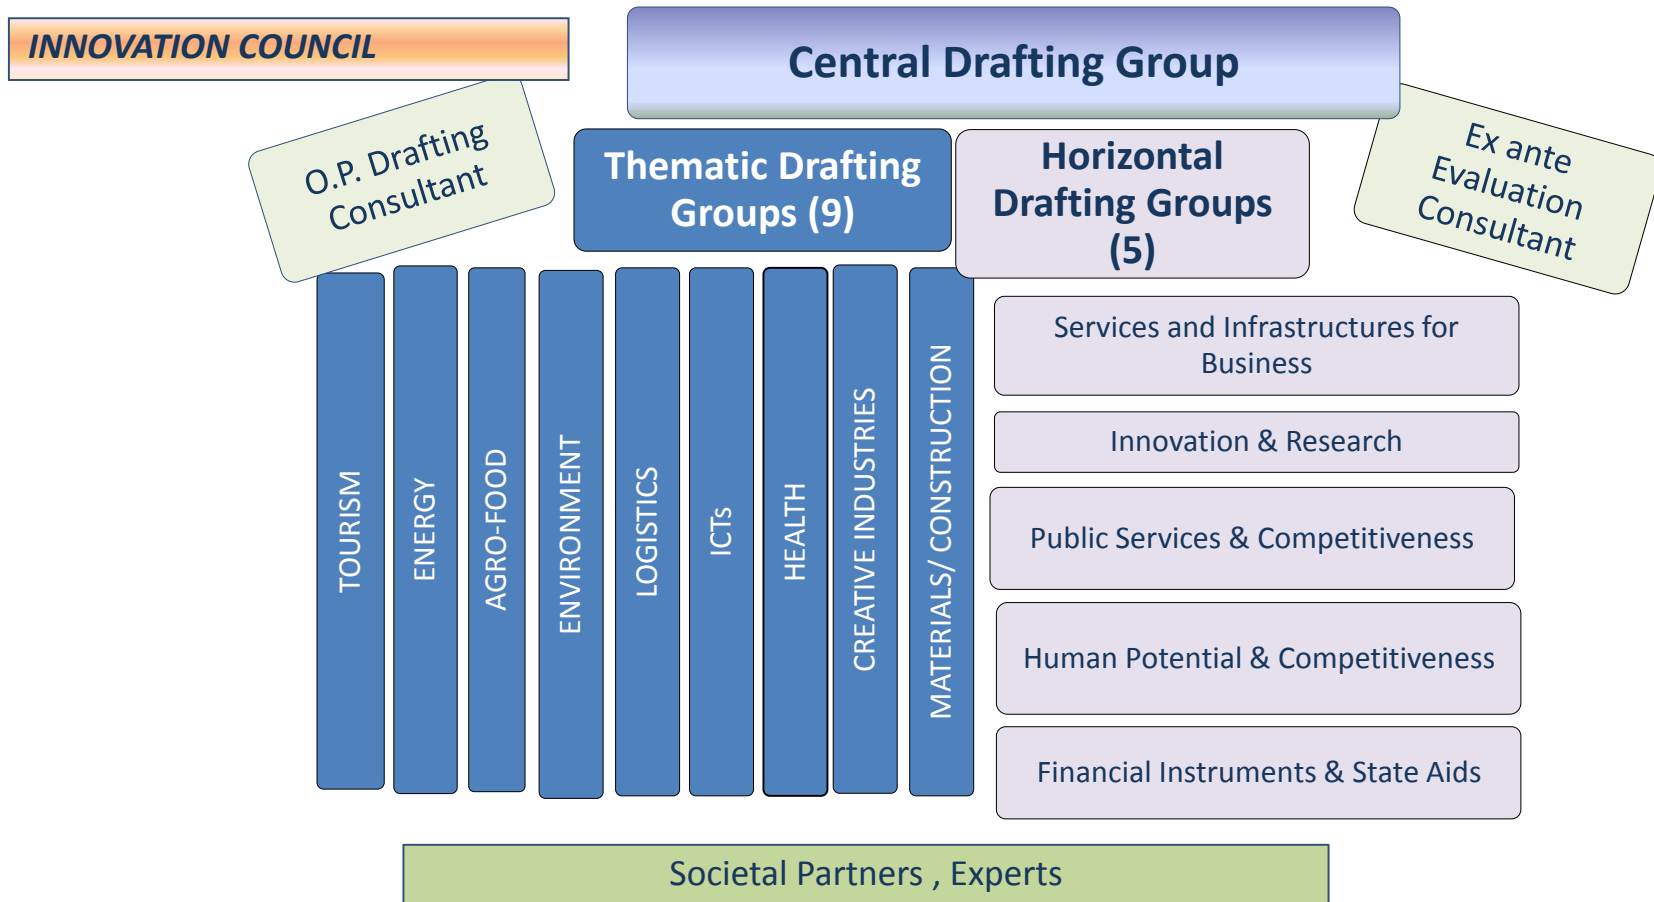 INNOVATION COUNCIL
Central Drafting Group
O.P. Drafting
Consultant
Thematic Drafting
Groups (9)
Horizontal
Drafting Groups
(5)
Ex ante
Evaluation
Consultant
TOURISM
ENERGY
AGRO-FOOD
ENVIRONMENT
LOGISTICS
ICTs
HEALTH
CREATIVE INDUSTRIES
MATERIALS/ CONSTRUCTION
Services and Infrastructures for
Business
Innovation & Research
Public Services & Competitiveness
Human Potential & Competitiveness
Financial Instruments & State Aids
Societal Partners , Experts